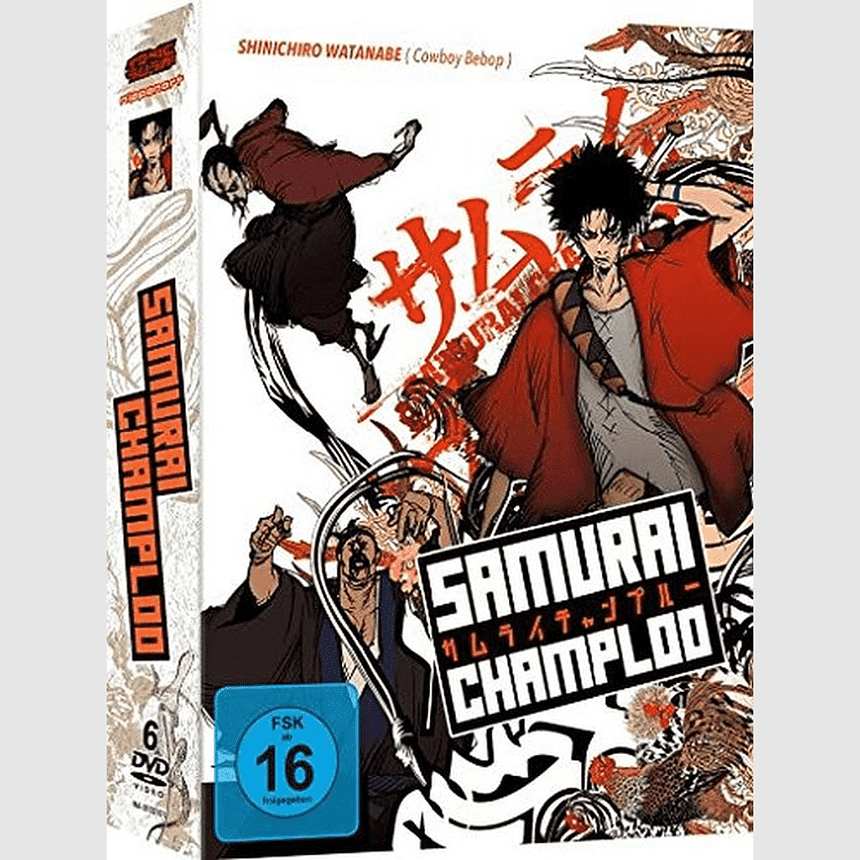 SHINICHIRO WATANABE ( Cowboy Bebop )
サムラ
SAMURAI
サムライチャンプルー
CHAMPLOO
FSK
ab
16
freigegeben
SAMURAI
CHAMPLOO
6
DVD
VIDEO